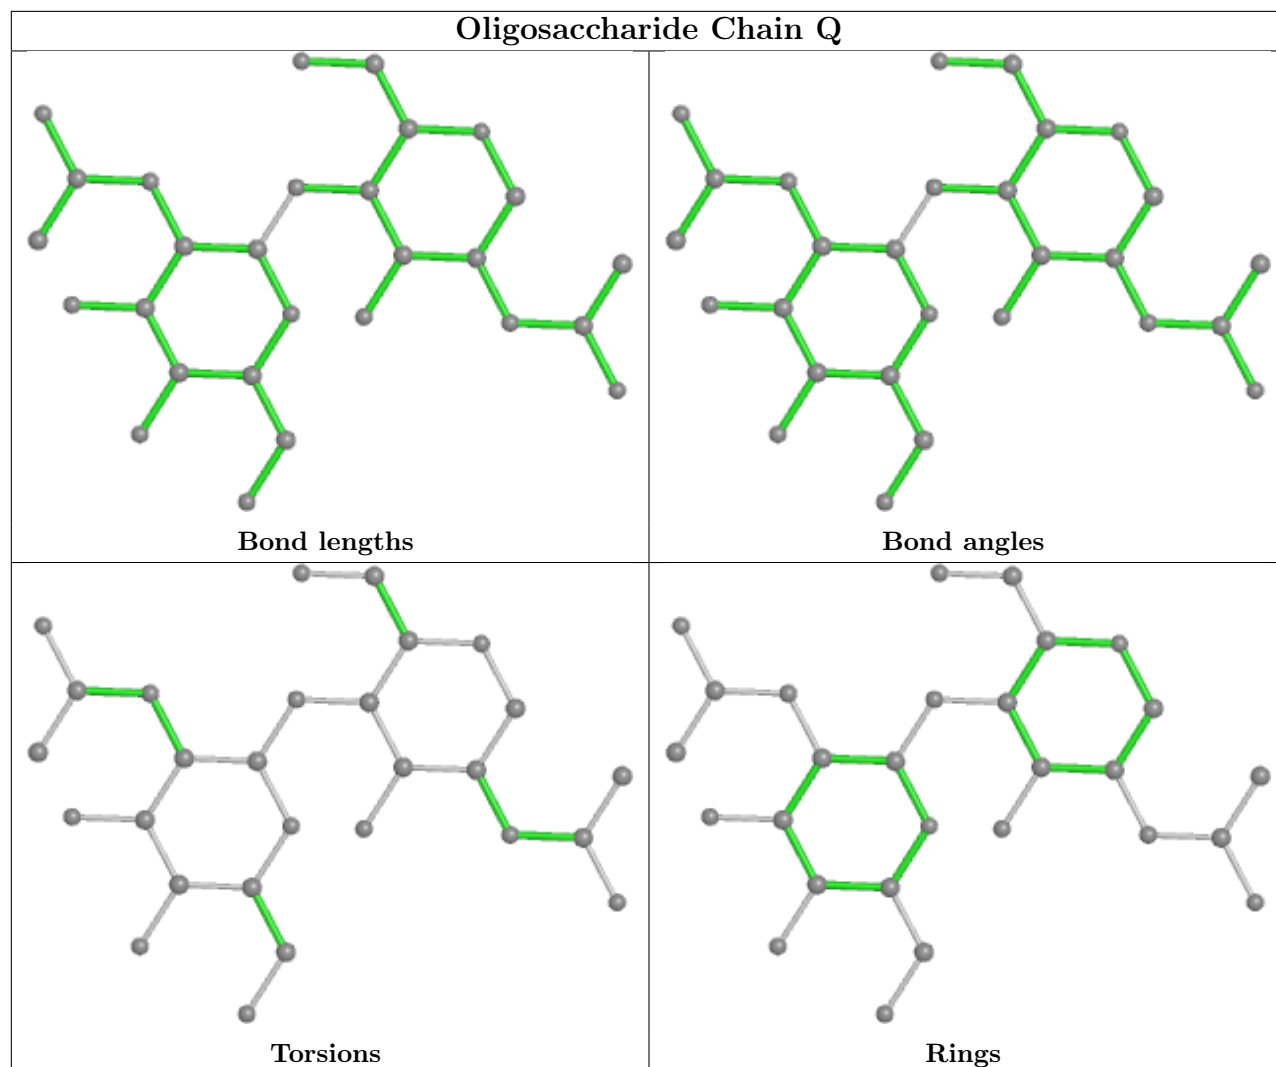 Oligosaccharide Chain Q
Bond lengths
Bond angles
Torsions
Rings